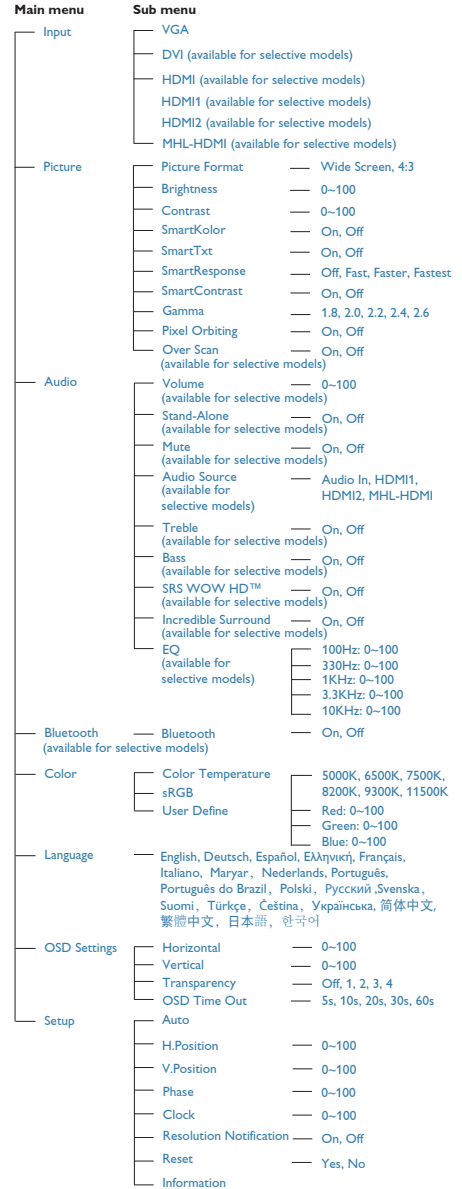 Main menu Sub menu
Input VGA
DVI (available for selective models)
HDMI (available for selective models)
HDMI1 (available for selective models)
HDMI2 (available for selective models)
MHL-HDMI (available for selective models)
Picture Picture Format Wide Screen, 4:3
Brightness 0~100
Contrast 0~100
SmartKolor On, Off
SmartTxt On, Off
SmartResponse Off, Fast, Faster, Fastest
SmartContrast On, Off
Gamma 1.8, 2.0, 2.2, 2.4, 2.6
Pixel Orbiting On, Off
Over Scan On, Off
(available for selective models)
Audio Volume 0~100
(available for selective models)
Stand-Alone On, Off
(available for selective models)
Mute On, Off
(available for selective models)
Audio Source Audio In, HDMI1,
(available for HDMI2, MHL-HDMI
selective models)
Treble On, Off
(available for selective models)
Bass On, Off
(available for selective models)
SRS WOW HD™ On, Off
(available for selective models)
Incredible Surround On, Off
(available for selective models)
EQ 100Hz: 0~100
(available for 330Hz: 0~100
selective models) 1KHz: 0~100
3.3KHz: 0~100
10KHz: 0~100
Bluetooth Bluetooth On, Off
(available for selective models)
Color Color Temperature 5000K, 6500K, 7500K,
sRGB 8200K, 9300K, 11500K
User Define Red: 0~100
Green: 0~100
Blue: 0~100
Language English, Deutsch, Español, Ελληνική, Français,
Italiano, Maryar, Nederlands, Português,
Português do Brazil, Polski, Русский ,Svenska,
Suomi, Türkçe, Čeština, Українська, 简体中文,
繁體中文, 日本語, 한국어
OSD Settings Horizontal 0~100
Vertical 0~100
Transparency Off, 1, 2, 3, 4
OSD Time Out 5s, 10s, 20s, 30s, 60s
Setup Auto
H.Position 0~100
V.Position 0~100
Phase 0~100
Clock 0~100
Resolution Notification On, Off
Reset Yes, No
Information